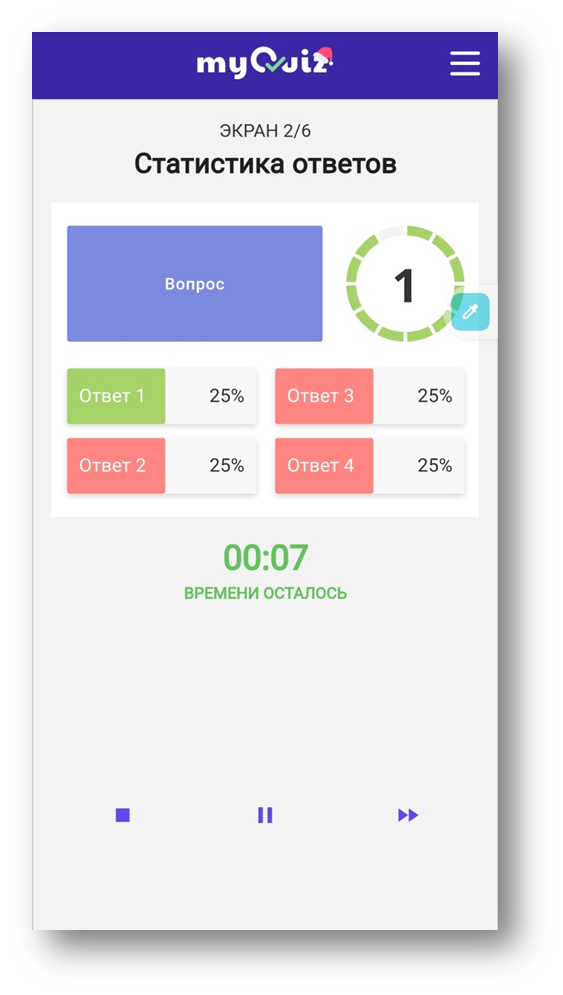 myQuiz
ЭКРАН 2/6
Статистика ответов
Вопрос
1
Ответ 1 25%
Ответ 3 25%
Ответ 2 25%
Ответ 4 25%
00:07
ВРЕМЕНИ ОСТАЛОСЬ